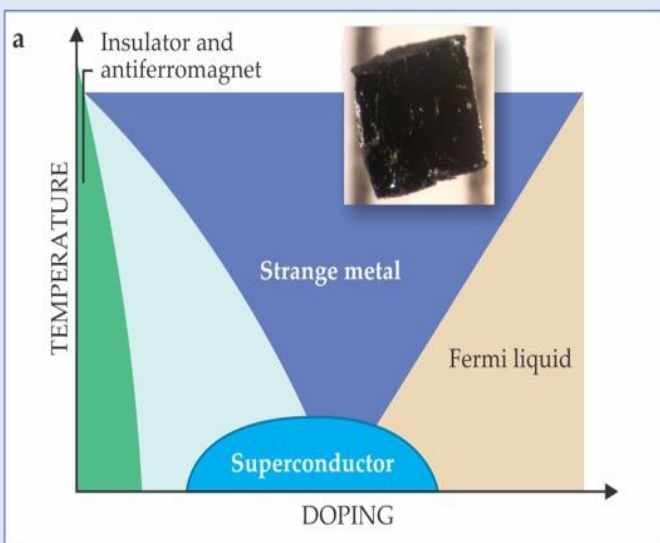 a
Insulator and
antiferromagnet
TEMPERATURE
Strange metal
Fermi liquid
Superconductor
DOPING